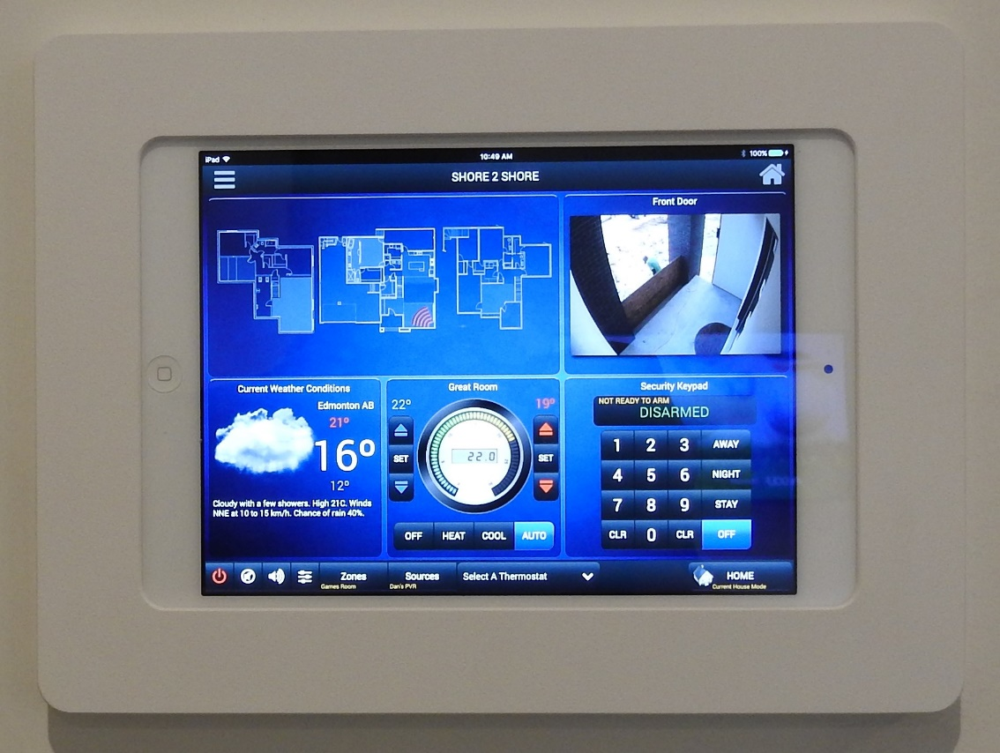 iPad 10:49 AM 100%
SHORE 2 SHORE
Front Door
Current Weather Conditions
Edmonton AB
21º
16º
12º
Cloudy with a few showers. High 21C. Winds
NNE at 10 to 15 km/h. Chance of rain 40%.
Great Room
22º 19º
22.0
SET SET
OFF HEAT COOL AUTO
Security Keypad
NOT READY TO ARM
DISARMED
1 2 3 AWAY
4 5 6 NIGHT
7 8 9 STAY
CLR 0 CLR OFF
Zones
Games Room
Sources
Dan's PVR
Select A Thermostat
HOME
Current House Mode